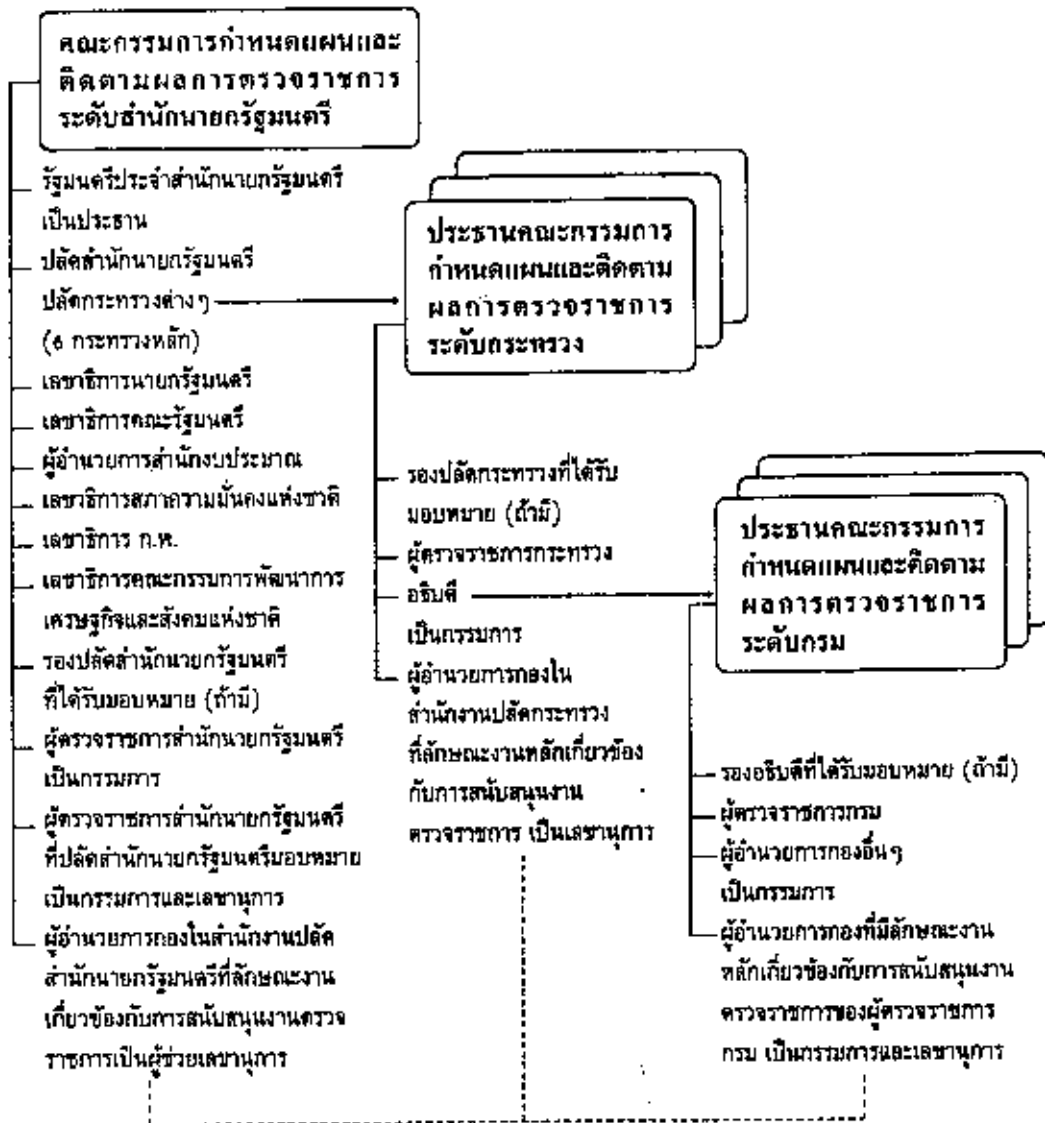 คณะกรรมการกำหนดแผนและ
ติดตามผลการตรวจราชการ
ระดับสำนักนายกรัฐมนตรี
รัฐมนตรีประจำสำนักนายกรัฐมนตรี
เป็นประธาน
ปลัดสำนักนายกรัฐมนตรี
ปลัดกระทรวงต่างๆ
(6 กระทรวงหลัก)
เลขาธิการนายกรัฐมนตรี
เลขาธิการคณะรัฐมนตรี
ผู้อำนวยการสำนักงบประมาณ
เลขาธิการสภาความมั่นคงแห่งชาติ
เลขาธิการ ก.พ.
เลขาธิการคณะกรรมการพัฒนาการ
เศรษฐกิจและสังคมแห่งชาติ
รองปลัดสำนักนายกรัฐมนตรี
ที่ได้รับมอบหมาย (ถ้ามี)
ผู้ตรวจราชการสำนักนายกรัฐมนตรี
เป็นกรรมการ
ผู้ตรวจราชการสำนักนายกรัฐมนตรี
ที่ปลัดสำนักนายกรัฐมนตรีมอบหมาย
เป็นกรรมการและเลขานุการ
ผู้อำนวยการกองในสำนักงานปลัด
สำนักนายกรัฐมนตรีที่ลักษณะงาน
เกี่ยวข้องกับการสนับสนุนงานตรวจ
ราชการเป็นผู้ช่วยเลขานุการ
ประธานคณะกรรมการ
กำหนดแผนและติดตาม
ผลการตรวจราชการ
ระดับกระทรวง
รองปลัดกระทรวงที่ได้รับ
มอบหมาย (ถ้ามี)
ผู้ตรวจราชการกระทรวง
อธิบดี
เป็นกรรมการ
ผู้อำนวยการกองใน
สำนักงานปลัดกระทรวง
ที่ลักษณะงานหลักเกี่ยวข้อง
กับการสนับสนุนงาน
ตรวจราชการ เป็นเลขานุการ
ประธานคณะกรรมการ
กำหนดแผนและติดตาม
ผลการตรวจราชการ
ระดับกรม
รองอธิบดีที่ได้รับมอบหมาย (ถ้ามี)
ผู้ตรวจราชการกรม
ผู้อำนวยการกองอื่นๆ
เป็นกรรมการ
ผู้อำนวยการกองที่มีลักษณะงาน
หลักเกี่ยวข้องกับการสนับสนุนงาน
ตรวจราชการของผู้ตรวจราชการ
กรม เป็นกรรมการและเลขานุการ